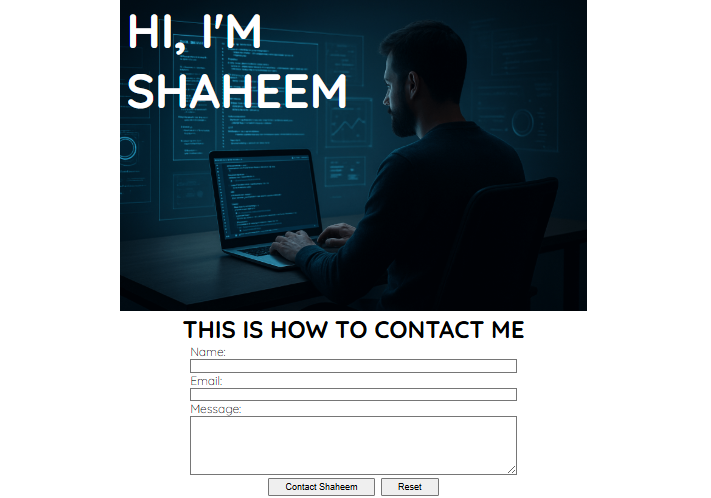 HI, I'M
SHAHEEM
THIS IS HOW TO CONTACT ME
Name:
Email:
Message:
Contact Shaheem
Reset